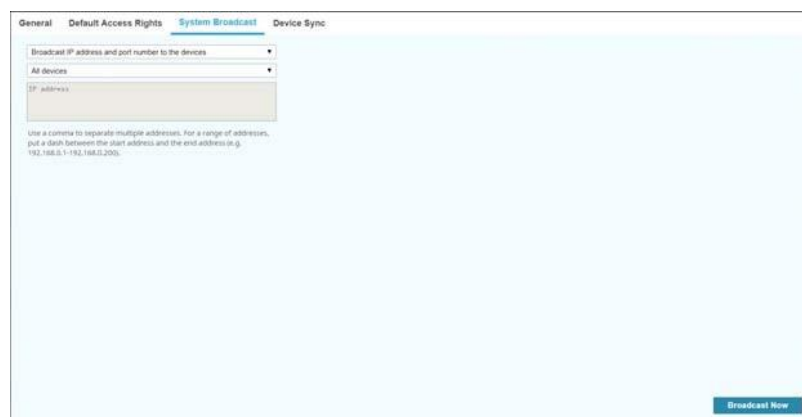 General Default Access Rights System Broadcast Device Sync
Broadcast IP address and port number to the devices
All devices
IP address
Use a comma to separate multiple addresses. For a range of addresses,
put a dash between the start address and the end address (e.g.
192.168.0.1-192.168.0.200).
Broadcast Now